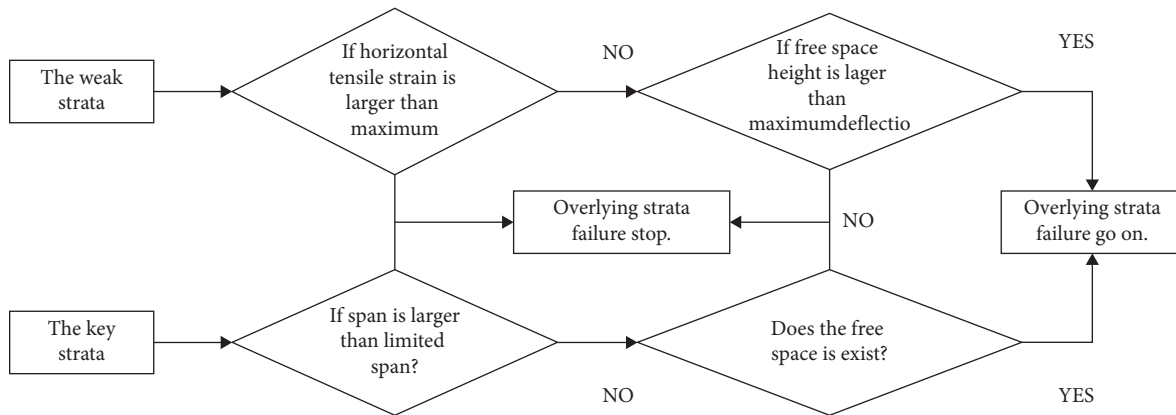 The weak
strata
If horizontal
tensile strain is
larger than
maximum
NO
If free space
height is lager
than
maximumdeflectio
YES
Overlying strata
failure stop.
NO
Overlying strata
failure go on.
The key
strata
If span is larger
than limited
span?
NO
Does the free
space is exist?
YES